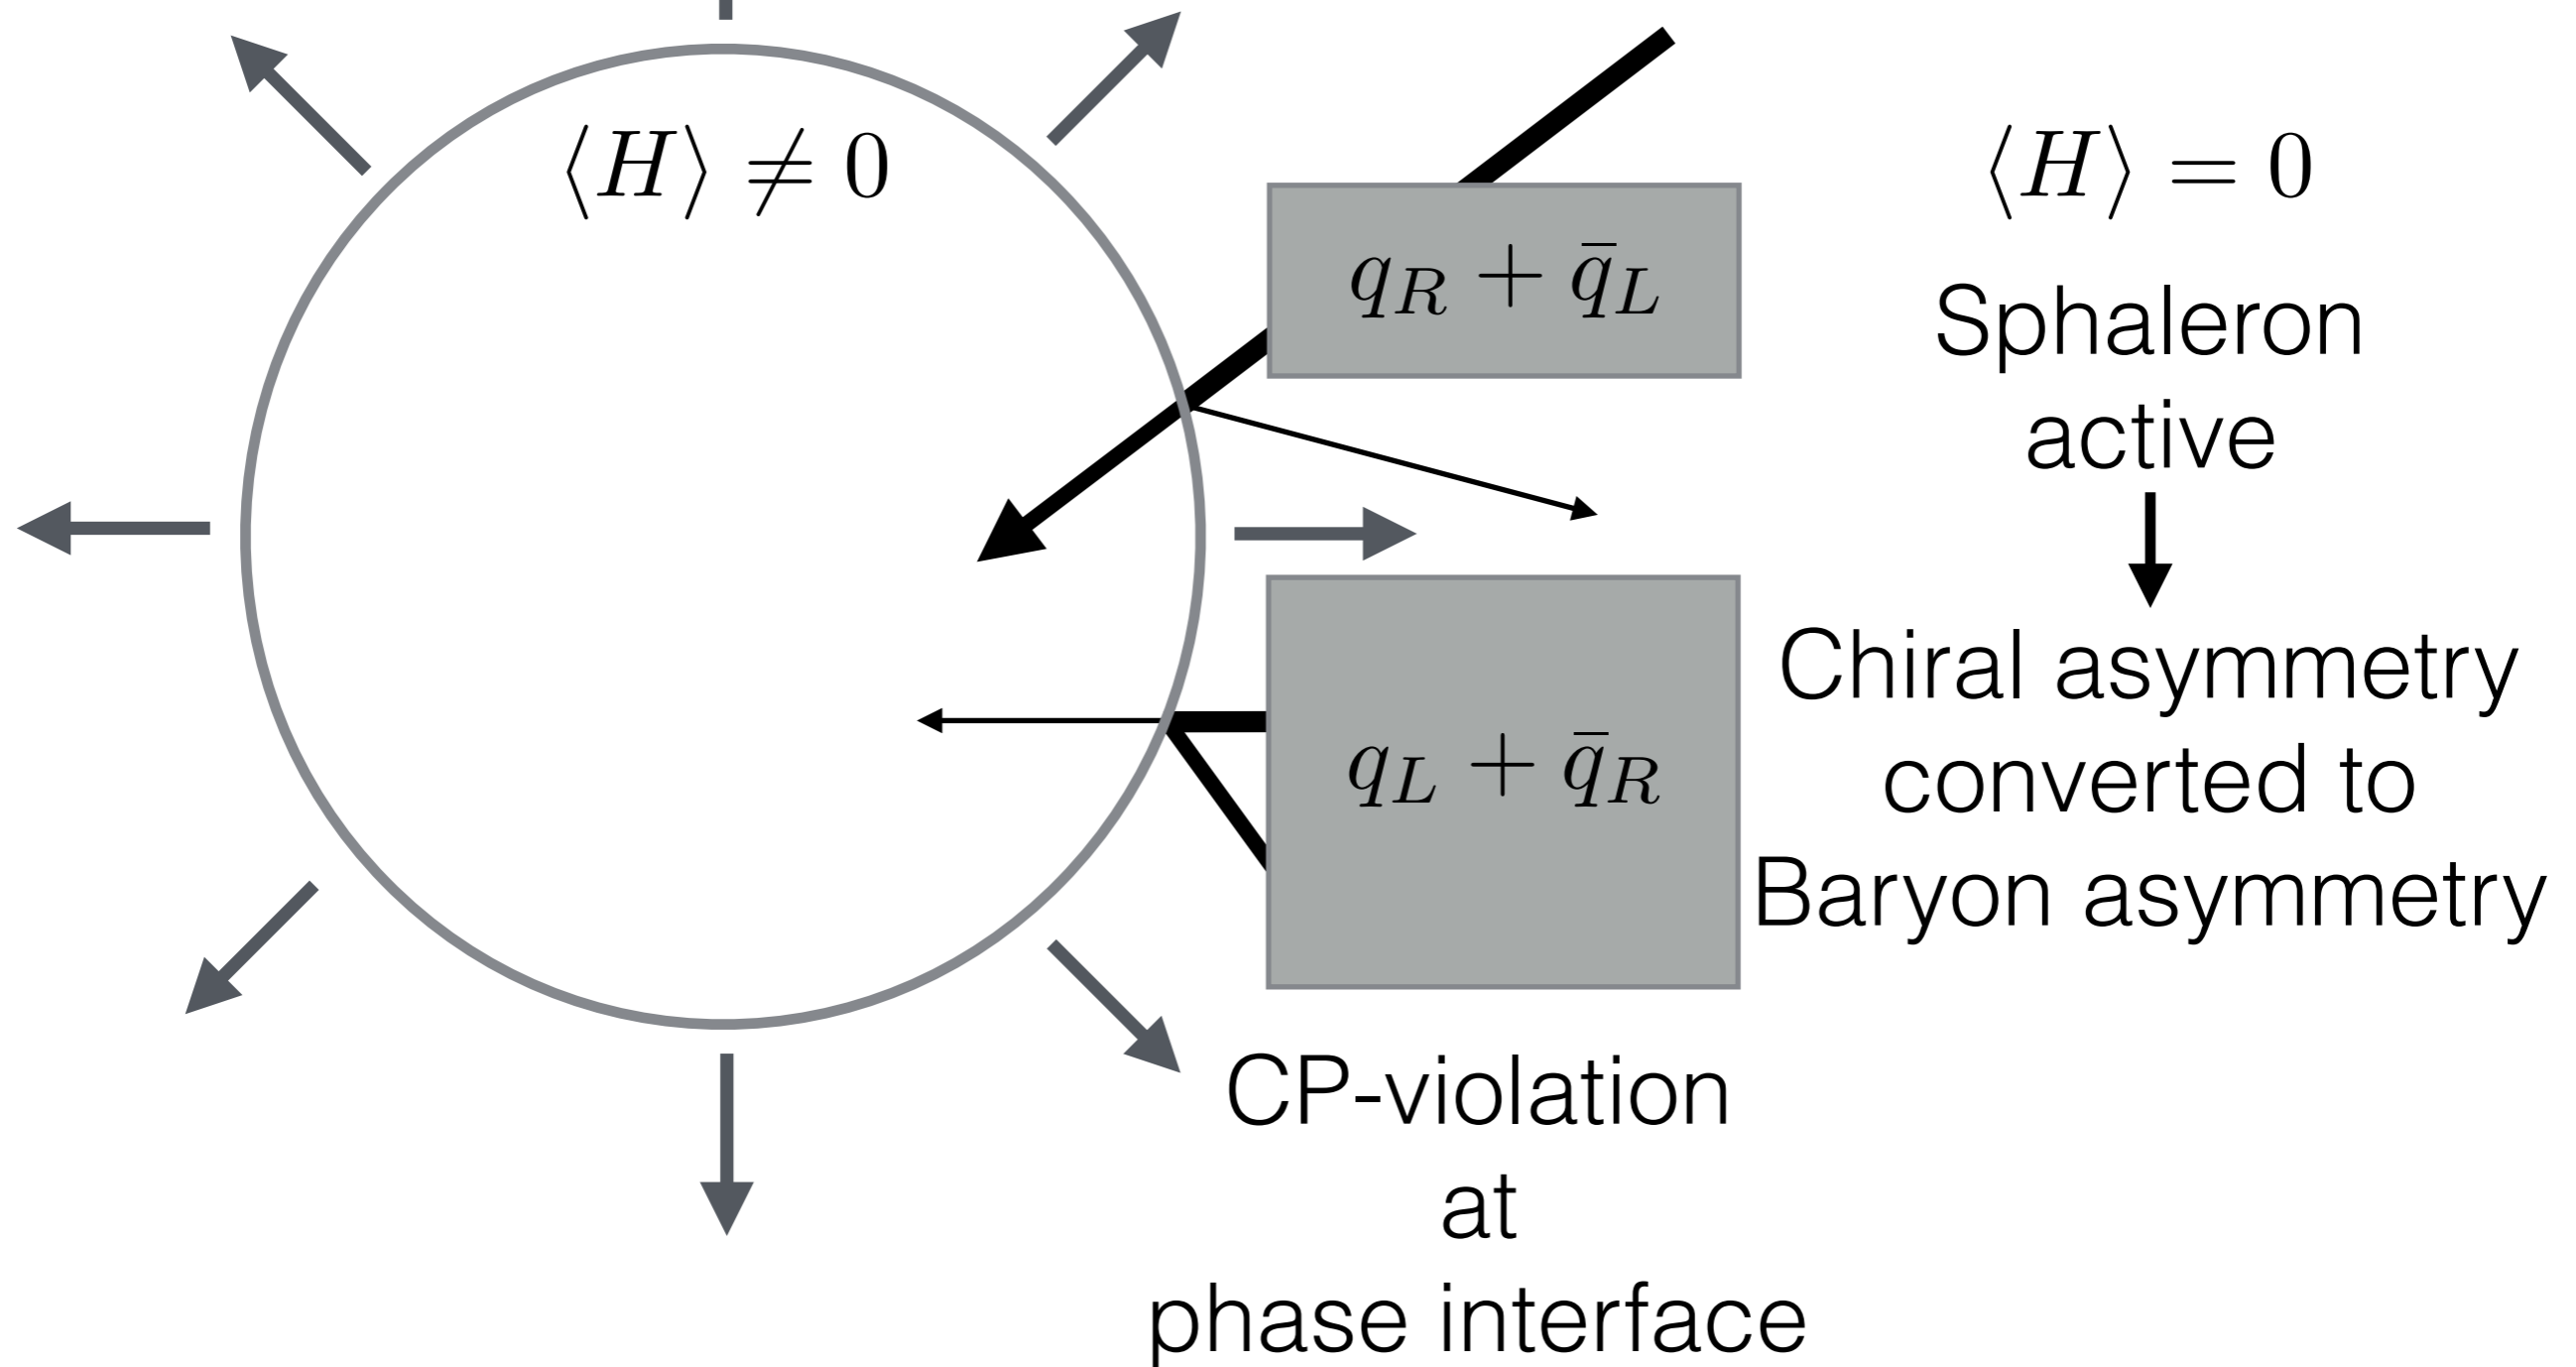 ⟨H⟩ ≠ 0
q_R + q̄_L
q_L + q̄_R
CP-violation
at
phase interface
⟨H⟩ = 0
Sphaleron
active
Chiral asymmetry
converted to
Baryon asymmetry